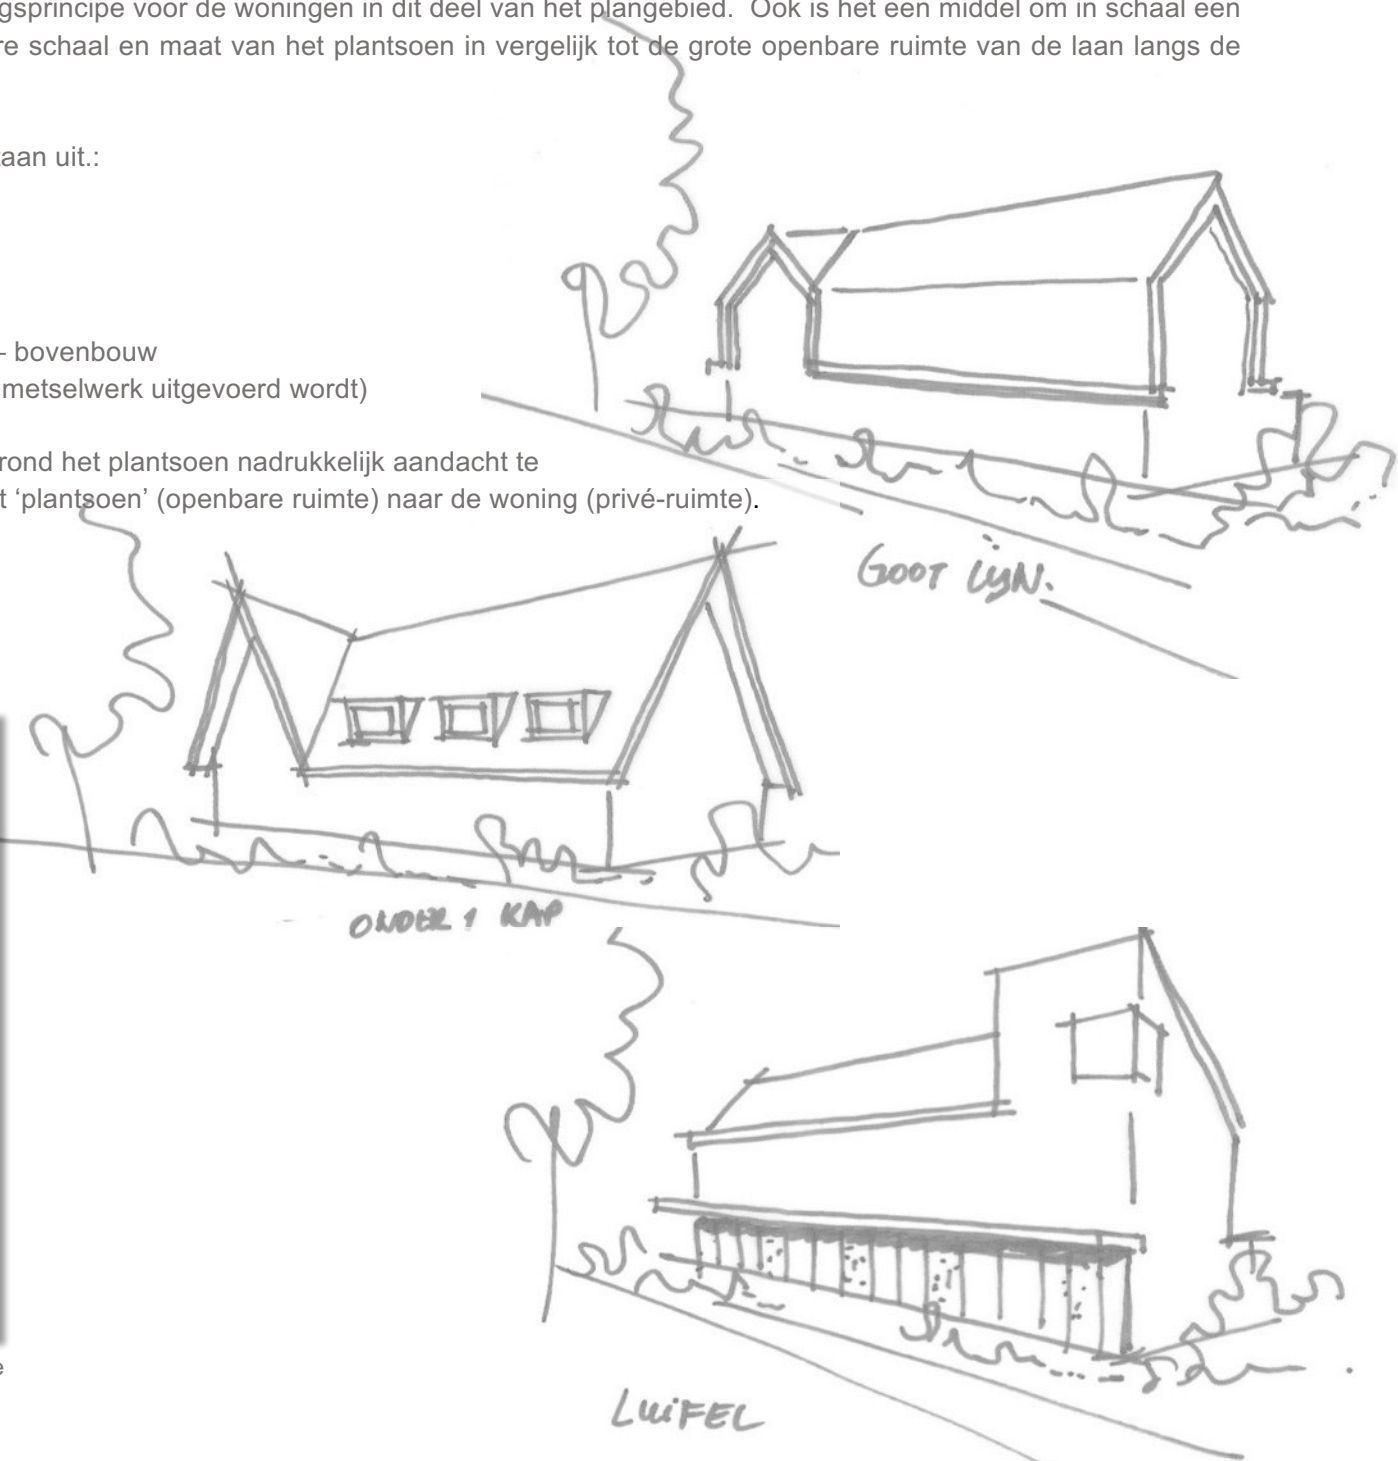 gsprincipe voor de woningen in dit deel van het plangebied.  Ook is het een middel om in schaal een
re schaal en maat van het plantsoen in vergelijk tot de grote openbare ruimte van de laan langs de
taan uit.:
– bovenbouw
metselwerk uitgevoerd wordt)
rond het plantsoen nadrukkelijk aandacht te
t ‘plantsoen’ (openbare ruimte) naar de woning (privé-ruimte).
GOOT LIJN.
ONDER 1 KAP
e
LUIFEL